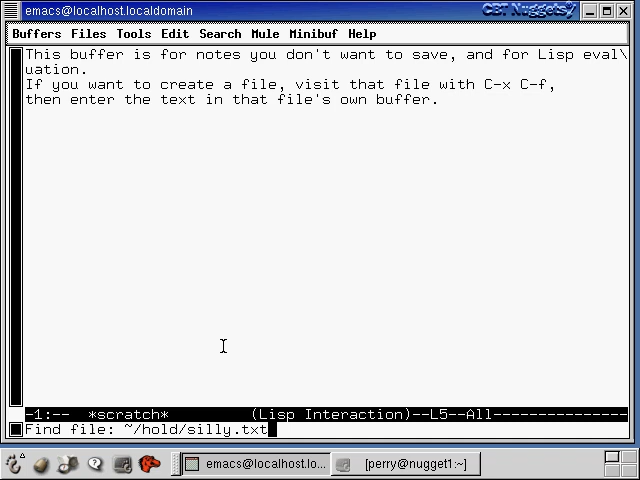 emacs@localhost.localdomain
CBT Nuggets
Buffers Files Tools Edit Search Mule Minibuf Help
This buffer is for notes you don't want to save, and for Lisp eval\
uation.
If you want to create a file, visit that file with C-x C-f,
then enter the text in that file's own buffer.
-1:-- *scratch* (Lisp Interaction)--L5--All---------------
Find file: ~/hold/silly.txt
emacs@localhost.lo...
[perry@nugget1:~]